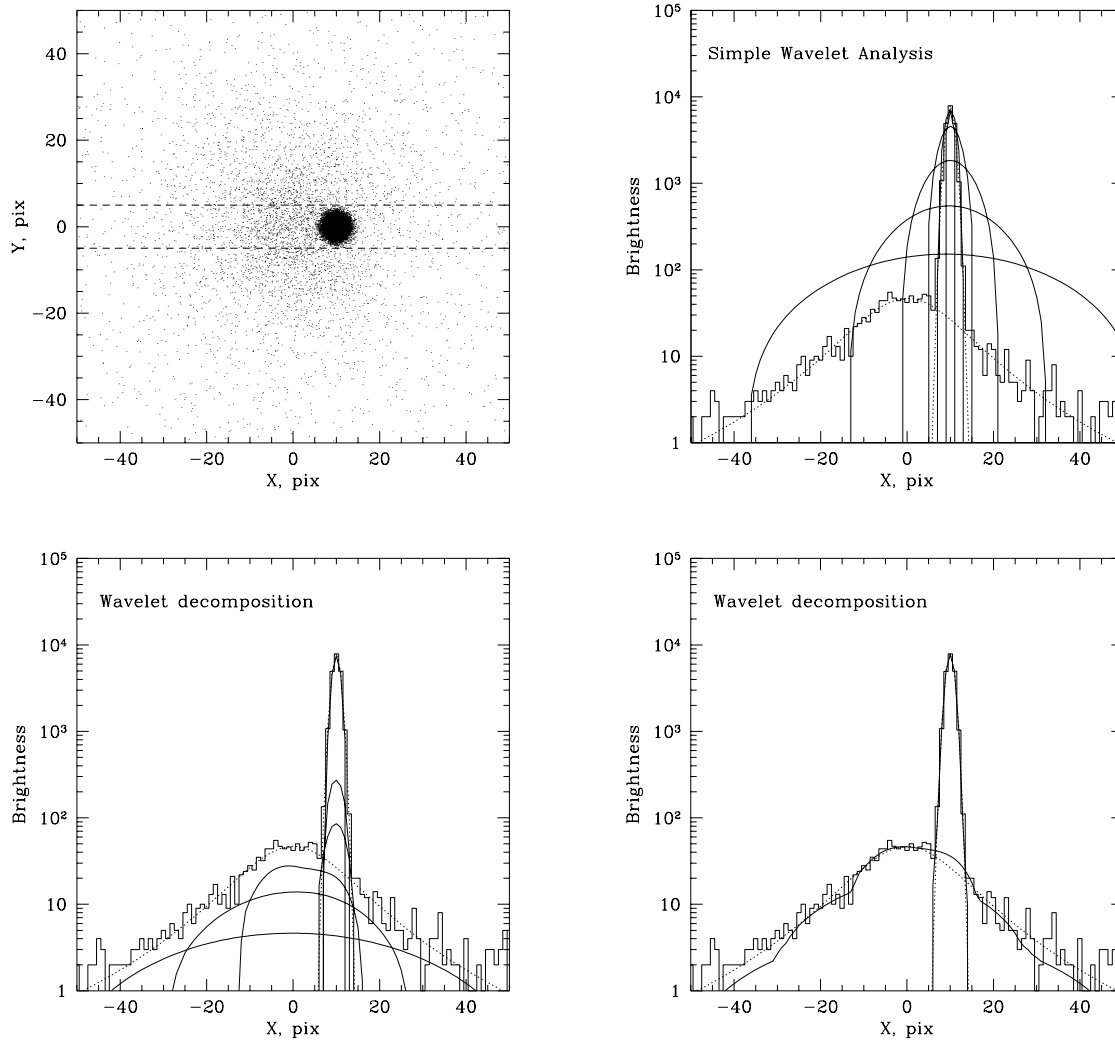 40
20
0
−20
−40
Y, pix
−40 −20 0 20 40
X, pix
10⁵
10⁴
10³
10²
10
1
Brightness
Simple Wavelet Analysis
−40 −20 0 20 40
X, pix
10⁵
10⁴
10³
10²
10
1
Brightness
Wavelet decomposition
−40 −20 0 20 40
X, pix
10⁵
10⁴
10³
10²
10
1
Brightness
Wavelet decomposition
−40 −20 0 20 40
X, pix